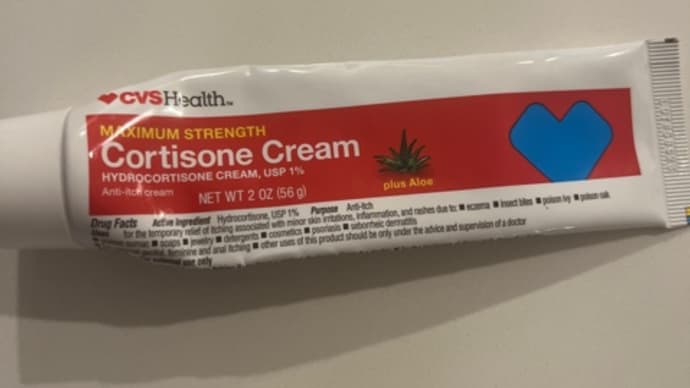 CVSHealth™
MAXIMUM STRENGTH
Cortisone Cream
HYDROCORTISONE CREAM, USP 1%
Anti-itch cream
NET WT 2 OZ (56 g)
plus Aloe
Drug Facts Active Ingredient Hydrocortisone, USP 1% Purpose Anti-itch
for the temporary relief of itching associated with minor skin irritations, inflammation, and rashes due to: ■ eczema ■ insect bites ■ poison ivy ■ poison oak
■ soaps ■ jewelry ■ detergents ■ cosmetics ■ psoriasis ■ seborrheic dermatitis
feminine and anal itching ■ other uses of this product should be only under the advice and supervision of a doctor
use only